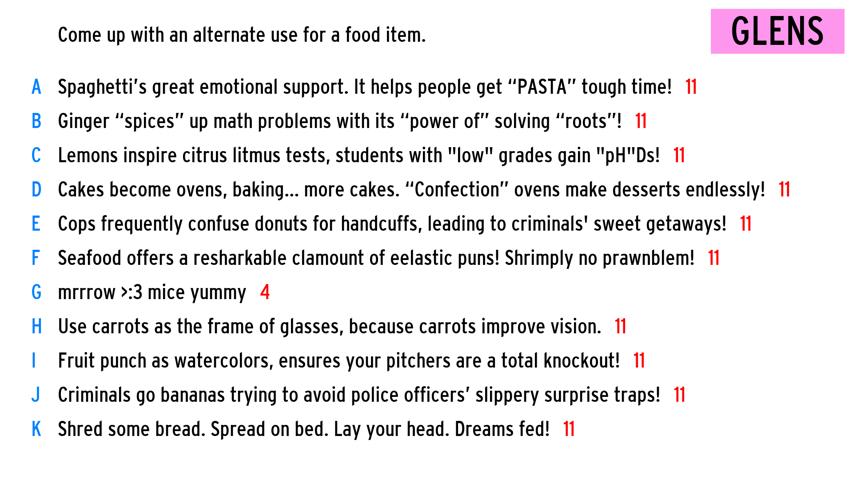 Come up with an alternate use for a food item.
GLENS
A Spaghetti’s great emotional support. It helps people get “PASTA” tough time! 11
B Ginger “spices” up math problems with its “power of” solving “roots”! 11
C Lemons inspire citrus litmus tests, students with "low" grades gain "pH"Ds! 11
D Cakes become ovens, baking... more cakes. “Confection” ovens make desserts endlessly! 11
E Cops frequently confuse donuts for handcuffs, leading to criminals' sweet getaways! 11
F Seafood offers a resharkable clamount of eelastic puns! Shrimply no prawnblem! 11
G mrrrow >:3 mice yummy 4
H Use carrots as the frame of glasses, because carrots improve vision. 11
I Fruit punch as watercolors, ensures your pitchers are a total knockout! 11
J Criminals go bananas trying to avoid police officers’ slippery surprise traps! 11
K Shred some bread. Spread on bed. Lay your head. Dreams fed! 11